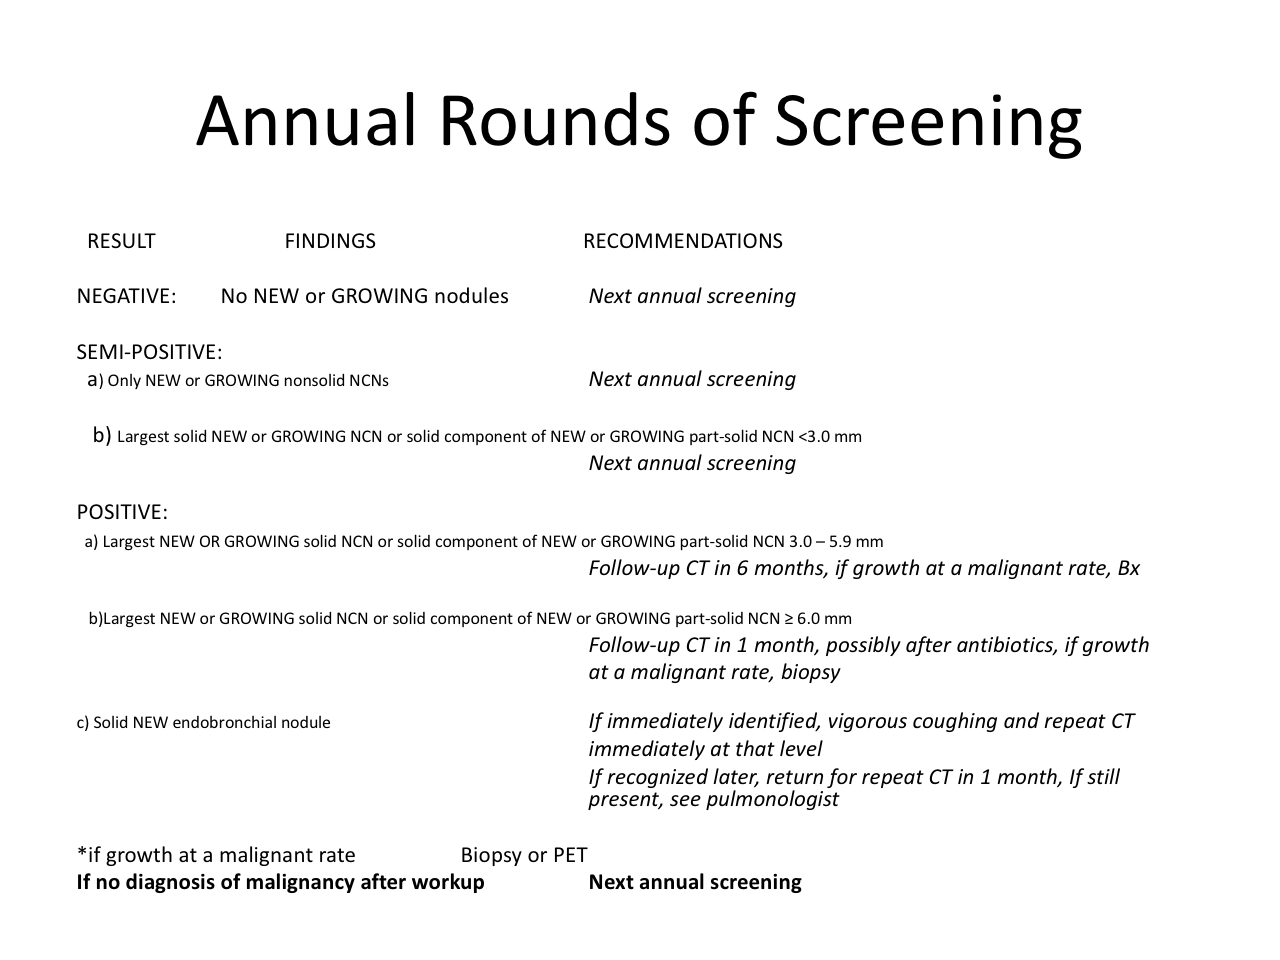 Annual Rounds of Screening
RESULT FINDINGS RECOMMENDATIONS
NEGATIVE: No NEW or GROWING nodules Next annual screening
SEMI-POSITIVE:
a) Only NEW or GROWING nonsolid NCNs Next annual screening
b) Largest solid NEW or GROWING NCN or solid component of NEW or GROWING part-solid NCN <3.0 mm
Next annual screening
POSITIVE:
a) Largest NEW OR GROWING solid NCN or solid component of NEW or GROWING part-solid NCN 3.0 – 5.9 mm
Follow-up CT in 6 months, if growth at a malignant rate, Bx
b)Largest NEW or GROWING solid NCN or solid component of NEW or GROWING part-solid NCN ≥ 6.0 mm
Follow-up CT in 1 month, possibly after antibiotics, if growth
at a malignant rate, biopsy
c) Solid NEW endobronchial nodule If immediately identified, vigorous coughing and repeat CT
immediately at that level
If recognized later, return for repeat CT in 1 month, If still
present, see pulmonologist
*if growth at a malignant rate Biopsy or PET
If no diagnosis of malignancy after workup Next annual screening